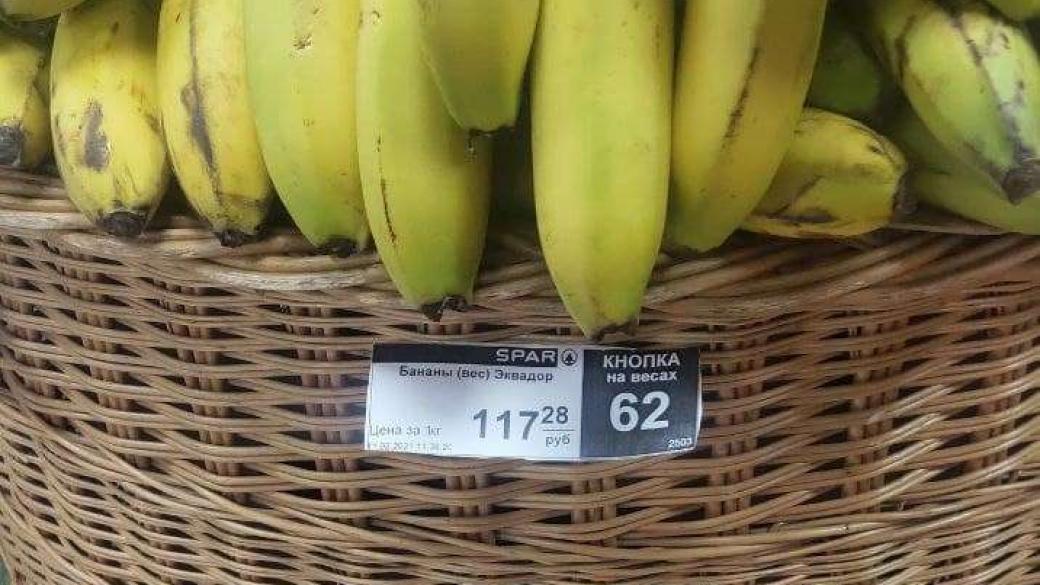 SPAR
Бананы (вес) Эквадор
117 28
руб
Цена за 1кг
КНОПКА
на весах
62
2503